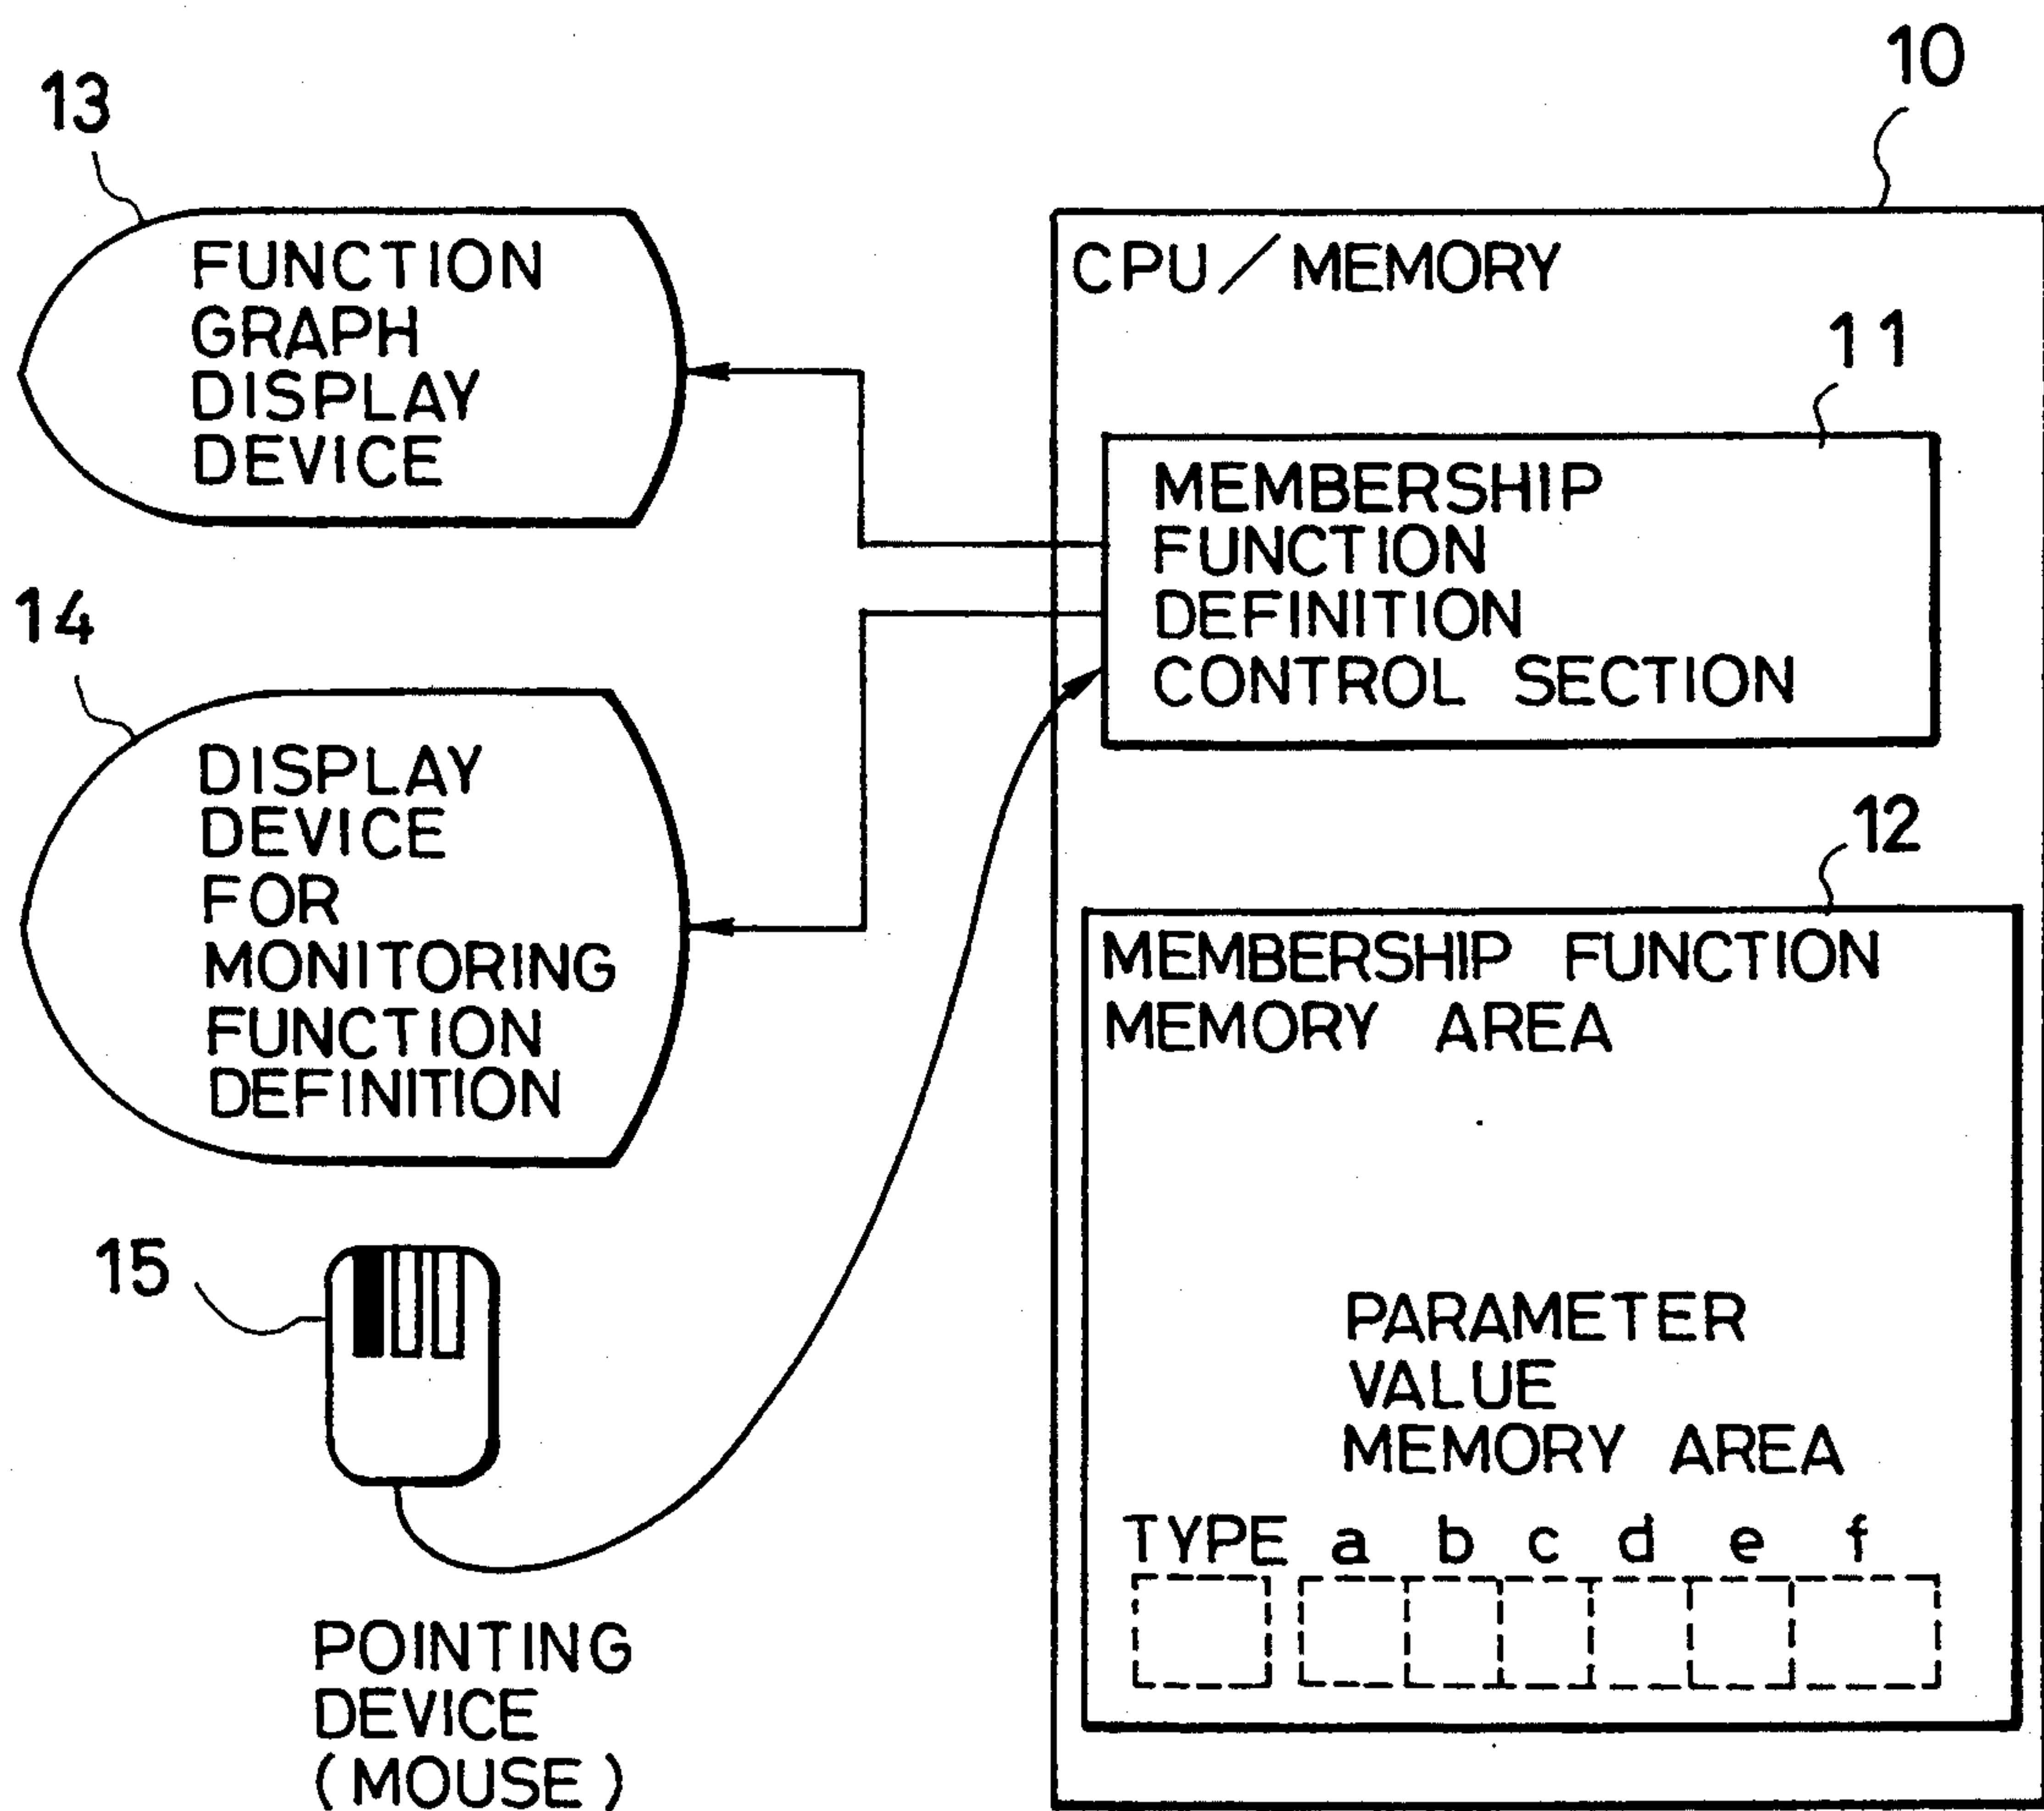 13
FUNCTION
GRAPH
DISPLAY
DEVICE
14
DISPLAY
DEVICE
FOR
MONITORING
FUNCTION
DEFINITION
15
POINTING
DEVICE
(MOUSE)
10
CPU/MEMORY
11
MEMBERSHIP
FUNCTION
DEFINITION
CONTROL SECTION
12
MEMBERSHIP FUNCTION
MEMORY AREA
PARAMETER
VALUE
MEMORY AREA
TYPE a b c d e f